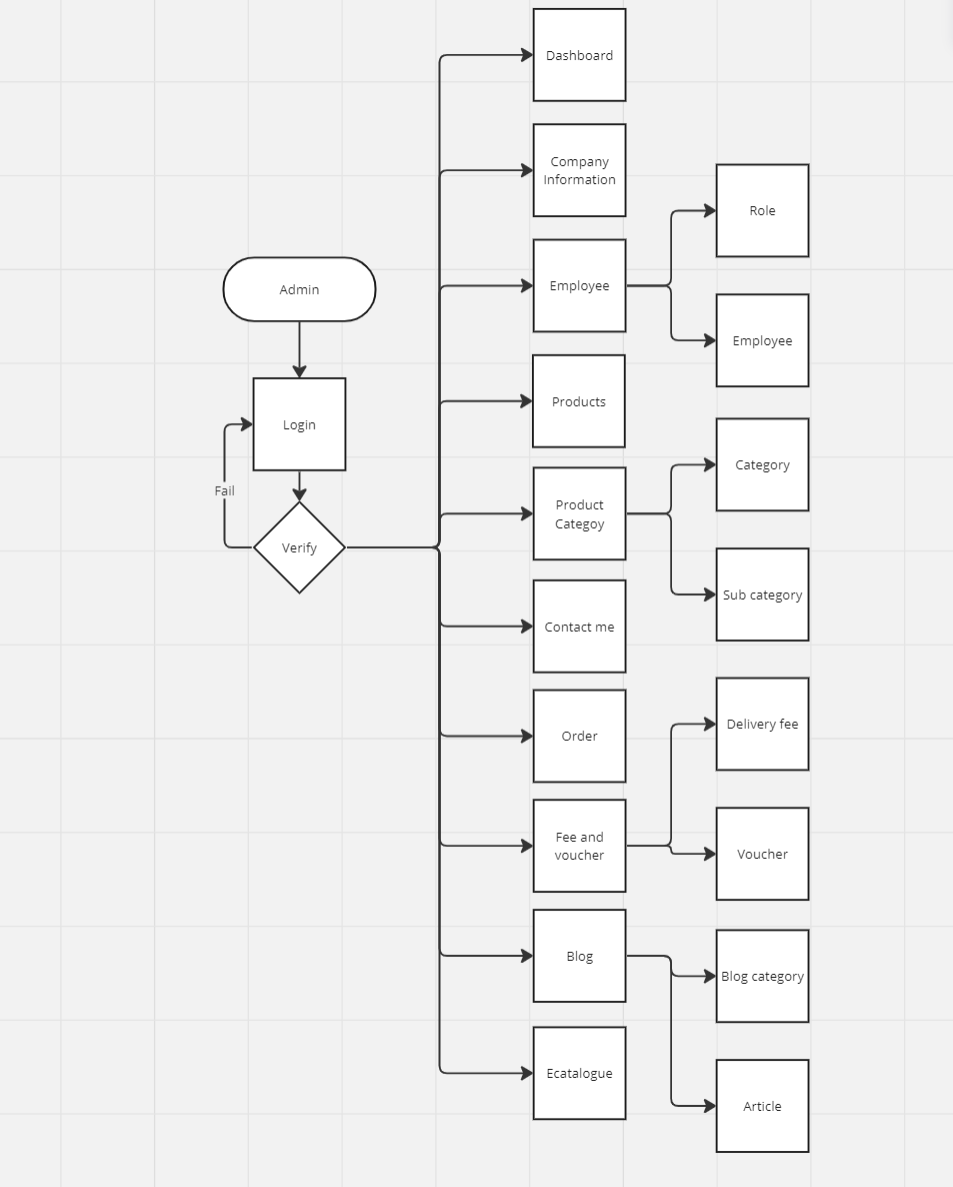 Dashboard
Company
Information
Role
Employee
Admin
Employee
Products
Login
Category
Fail
Product
Categoy
Verify
Sub category
Contact me
Delivery fee
Order
Fee and
voucher
Voucher
Blog
Blog category
Ecatalogue
Article